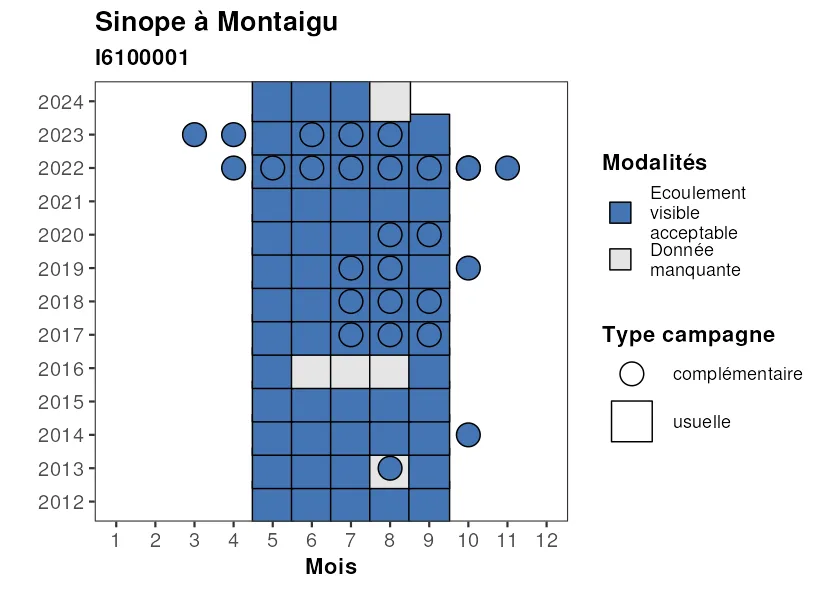 Sinope à Montaigu
I6100001
2024
2023
2022
2021
2020
2019
2018
2017
2016
2015
2014
2013
2012
1 2 3 4 5 6 7 8 9 10 11 12
Mois
Modalités
Ecoulement
visible
acceptable
Donnée
manquante
Type campagne
complémentaire
usuelle